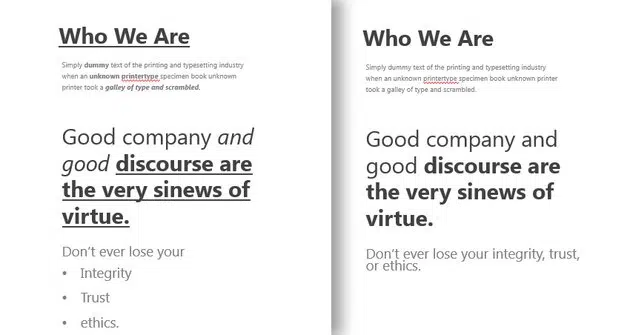 Who We Are
Simply dummy text of the printing and typesetting industry
when an unknown printertype specimen book unknown
printer took a galley of type and scrambled.
Good company and
good discourse are
the very sinews of
virtue.
Don't ever lose your
• Integrity
• Trust
• ethics.
Who We Are
Simply dummy text of the printing and typesetting industry
when an unknown printertype specimen book unknown printer
took a galley of type and scrambled.
Good company and
good discourse are
the very sinews of
virtue.
Don't ever lose your integrity, trust,
or ethics.